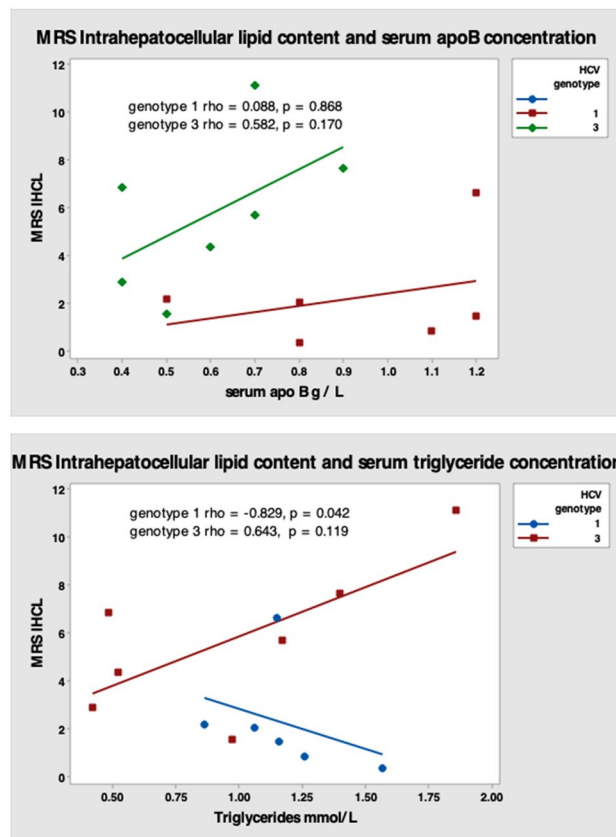 MRS Intrahepatocellular lipid content and serum apoB concentration
12
10
8
6
4
2
0
MRS IHCL
genotype 1 rho = 0.088, p = 0.868
genotype 3 rho = 0.582, p = 0.170
HCV
genotype
1
3
0.3 0.4 0.5 0.6 0.7 0.8 0.9 1.0 1.1 1.2
serum apo B g / L
MRS Intrahepatocellular lipid content and serum triglyceride concentration
12
10
8
6
4
2
0
MRS IHCL
genotype 1 rho = -0.829, p = 0.042
genotype 3 rho = 0.643, p = 0.119
HCV
genotype
1
3
0.50 0.75 1.00 1.25 1.50 1.75 2.00
Triglycerides mmol/L